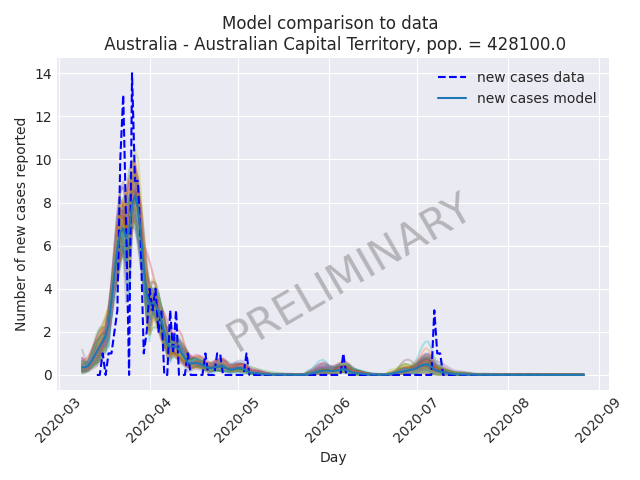 Model comparison to data
Australia - Australian Capital Territory, pop. = 428100.0
new cases data
new cases model
Number of new cases reported
14
12
10
8
6
4
2
0
PRELIMINARY
2020-03
2020-04
2020-05
2020-06
2020-07
2020-08
2020-09
Day